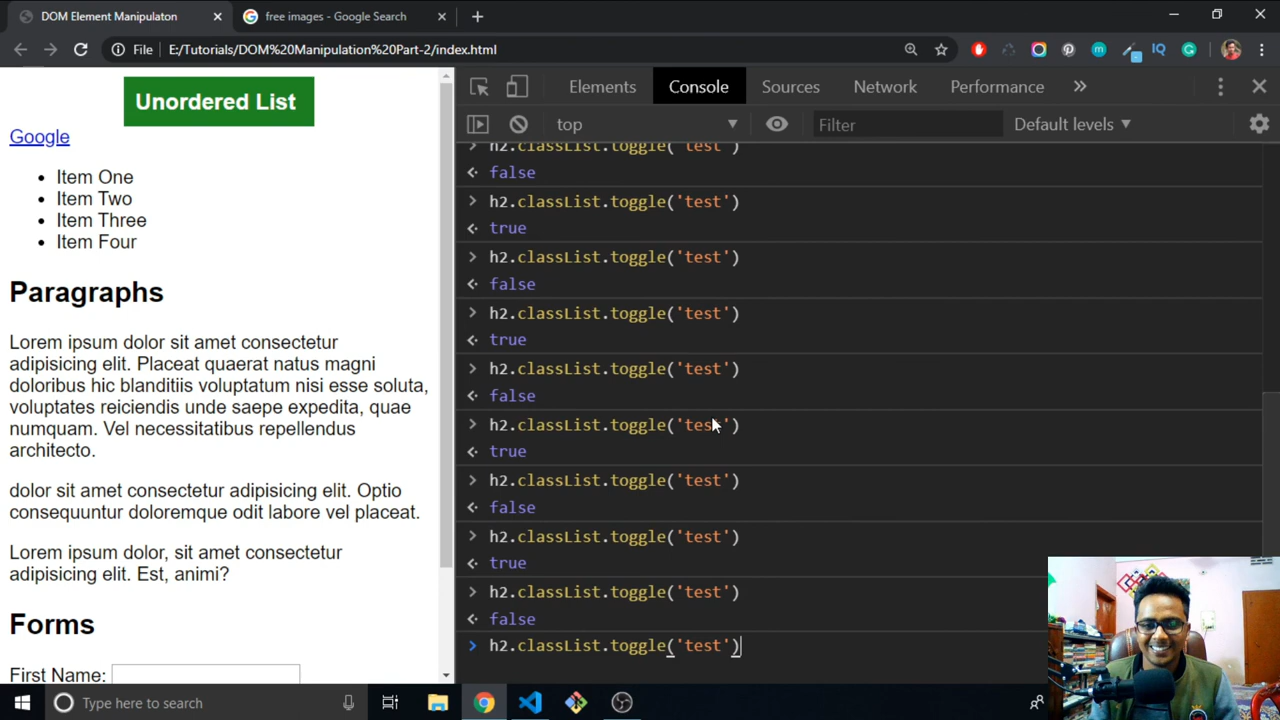 DOM Element Manipulaton
free images - Google Search
File
E:/Tutorials/DOM%20Manipulation%20Part-2/index.html
Unordered List
Google
Item One
Item Two
Item Three
Item Four
Paragraphs
Lorem ipsum dolor sit amet consectetur
adipisicing elit. Placeat quaerat natus magni
doloribus hic blanditiis voluptatum nisi esse soluta,
voluptates reiciendis unde saepe expedita, quae
numquam. Vel necessitatibus repellendus
architecto.
dolor sit amet consectetur adipisicing elit. Optio
consequuntur doloremque odit labore vel placeat.
Lorem ipsum dolor, sit amet consectetur
adipisicing elit. Est, animi?
Forms
First Name:
Elements
Console
Sources
Network
Performance
top
Filter
Default levels
h2.classList.toggle('test')
false
h2.classList.toggle('test')
true
h2.classList.toggle('test')
false
h2.classList.toggle('test')
true
h2.classList.toggle('test')
false
h2.classList.toggle('test')
true
h2.classList.toggle('test')
false
h2.classList.toggle('test')
true
h2.classList.toggle('test')
false
h2.classList.toggle('test')
Type here to search